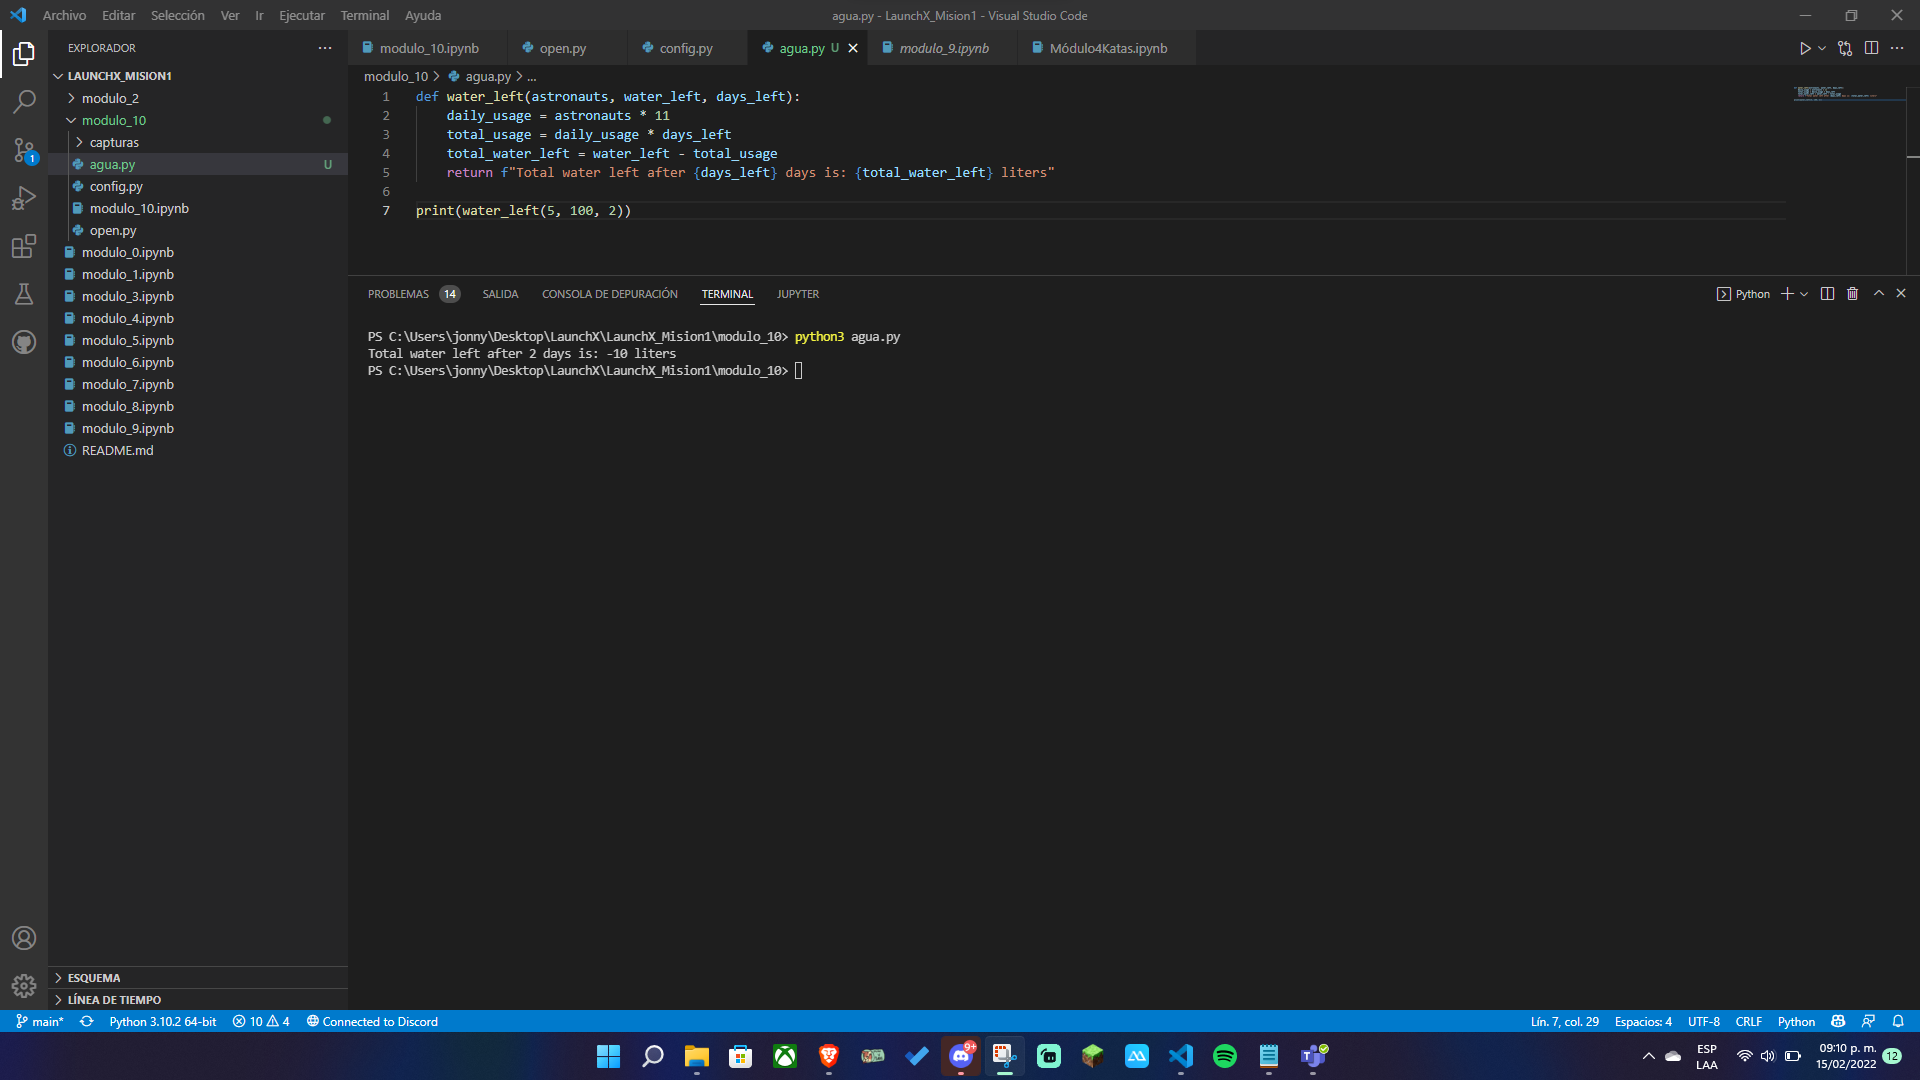 Archivo Editar Selección Ver Ir Ejecutar Terminal Ayuda
agua.py - LaunchX_Mision1 - Visual Studio Code
EXPLORADOR
LAUNCHX_MISION1
modulo_2
modulo_10
capturas
agua.py U
config.py
modulo_10.ipynb
open.py
modulo_0.ipynb
modulo_1.ipynb
modulo_3.ipynb
modulo_4.ipynb
modulo_5.ipynb
modulo_6.ipynb
modulo_7.ipynb
modulo_8.ipynb
modulo_9.ipynb
README.md
ESQUEMA
LÍNEA DE TIEMPO
1
modulo_10.ipynb open.py config.py agua.py U modulo_9.ipynb Módulo4Katas.ipynb
modulo_10 > agua.py > ...
1 def water_left(astronauts, water_left, days_left):
2     daily_usage = astronauts * 11
3     total_usage = daily_usage * days_left
4     total_water_left = water_left - total_usage
5     return f"Total water left after {days_left} days is: {total_water_left} liters"
6
7 print(water_left(5, 100, 2))
PROBLEMAS 14 SALIDA CONSOLA DE DEPURACIÓN TERMINAL JUPYTER
Python
PS C:\Users\jonny\Desktop\LaunchX\LaunchX_Mision1\modulo_10> python3 agua.py
Total water left after 2 days is: -10 liters
PS C:\Users\jonny\Desktop\LaunchX\LaunchX_Mision1\modulo_10>
main* Python 3.10.2 64-bit 10 4 Connected to Discord
Lín. 7, col. 29 Espacios: 4 UTF-8 CRLF Python
9+
ESP
LAA
09:10 p. m.
15/02/2022
12